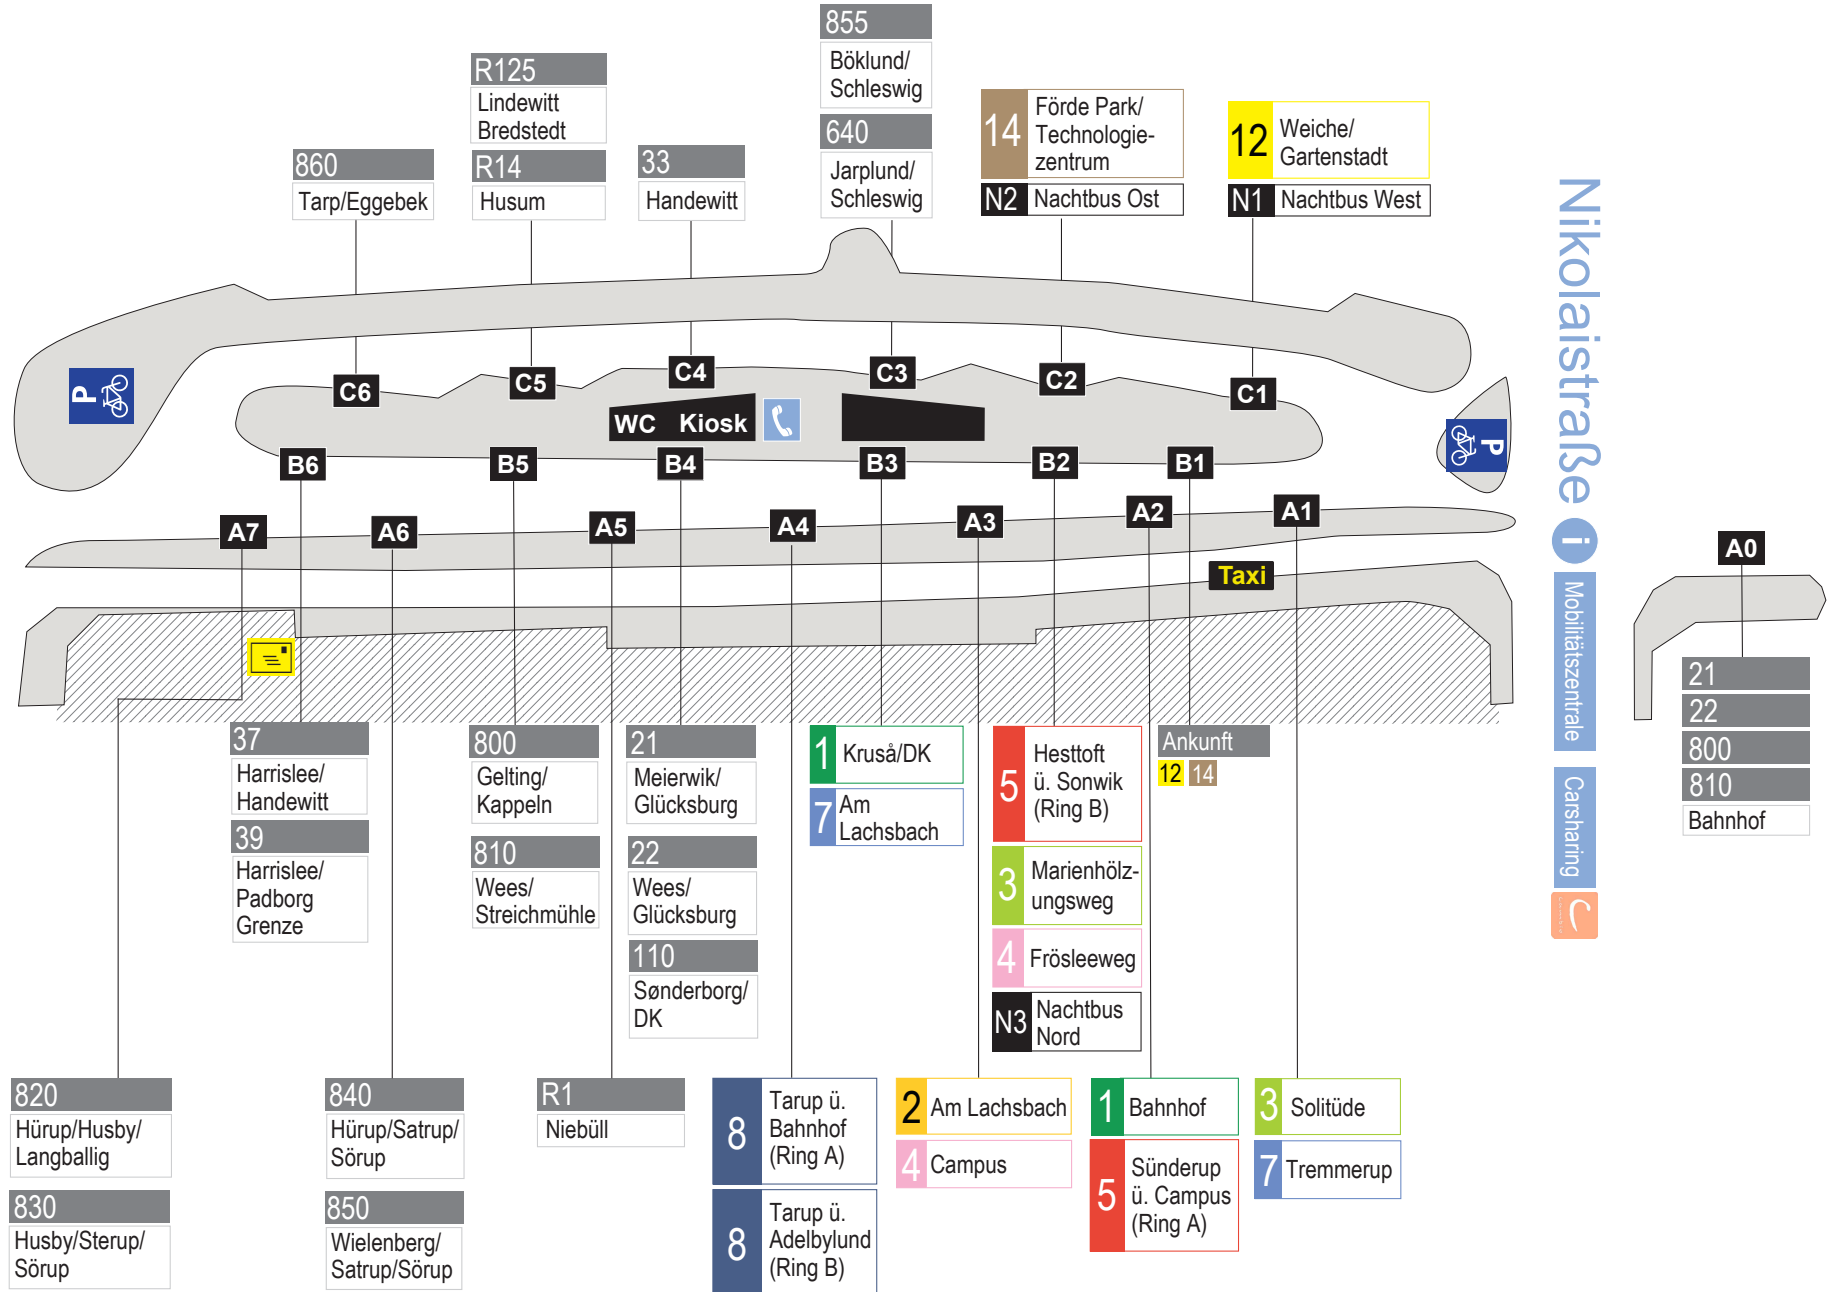 855
Böklund/
Schleswig
640
Jarplund/
Schleswig
R125
Lindewitt
Bredstedt
R14
Husum
860
Tarp/Eggebek
33
Handewitt
14
Förde Park/
Technologie-
zentrum
N2 Nachtbus Ost
12
Weiche/
Gartenstadt
N1 Nachtbus West
Nikolaistraße
i
Mobilitätszentrale
Carsharing
P
C6
C5
C4
C3
C2
C1
WC Kiosk
P
B6
B5
B4
B3
B2
B1
A7
A6
A5
A4
A3
A2
A1
Taxi
A0
21
22
800
810
Bahnhof
37
Harrislee/
Handewitt
39
Harrislee/
Padborg
Grenze
800
Gelting/
Kappeln
810
Wees/
Streichmühle
21
Meierwik/
Glücksburg
22
Wees/
Glücksburg
110
Sønderborg/
DK
1 Kruså/DK
7 Am
Lachsbach
5
Hesttoft
ü. Sonwik
(Ring B)
3
Marienhölz-
ungsweg
4 Frösleeweg
N3
Nachtbus
Nord
Ankunft
12 14
820
Hürup/Husby/
Langballig
830
Husby/Sterup/
Sörup
840
Hürup/Satrup/
Sörup
850
Wielenberg/
Satrup/Sörup
R1
Niebüll
8
Tarup ü.
Bahnhof
(Ring A)
8
Tarup ü.
Adelbylund
(Ring B)
2 Am Lachsbach
4 Campus
1 Bahnhof
5
Sünderup
ü. Campus
(Ring A)
3 Solitüde
7 Tremmerup